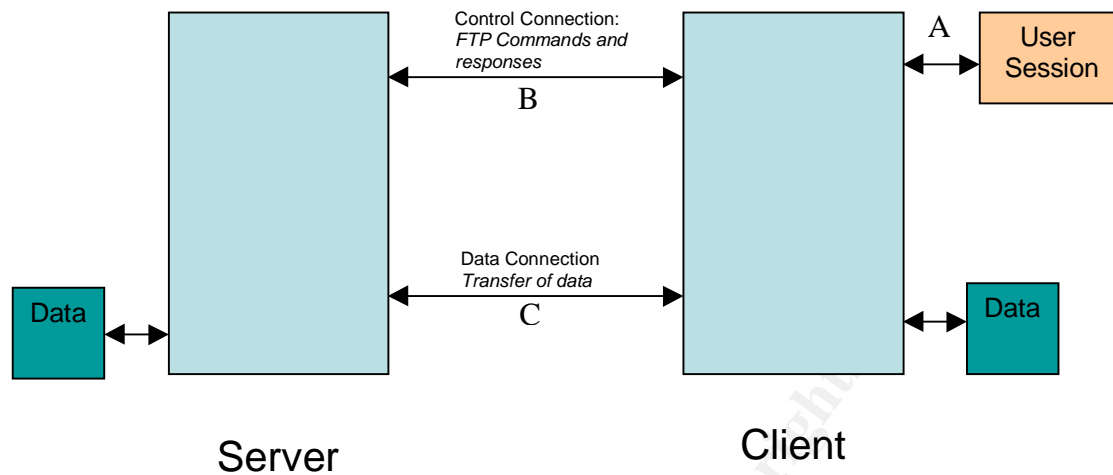 Control Connection:
FTP Commands and
responses
A
User
Session
B
Data Connection
Transfer of data
C
Data
Data
Server
Client